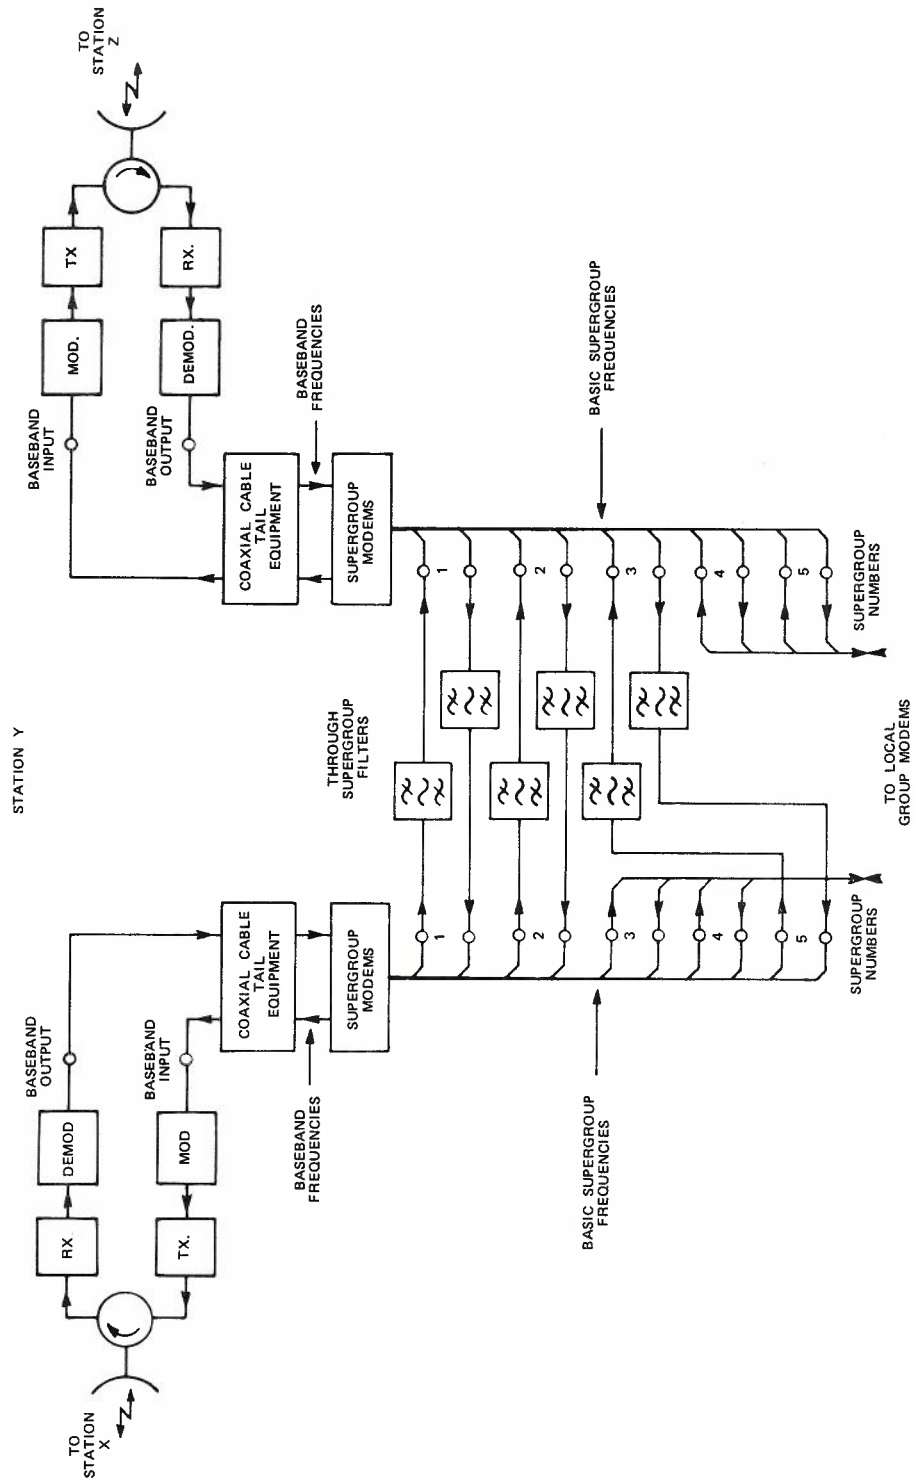 STATION Y
TO
STATION
X
RX.
DEMOD
BASEBAND
OUTPUT
TX.
MOD
BASEBAND
INPUT
COAXIAL CABLE
TAIL
EQUIPMENT
BASEBAND
FREQUENCIES
SUPERGROUP
MODEMS
BASIC SUPERGROUP
FREQUENCIES
1
2
3
4
5
SUPERGROUP
NUMBERS
THROUGH
SUPERGROUP
FILTERS
TO LOCAL
GROUP MODEMS
BASEBAND
INPUT
MOD.
TX
TO
STATION
Z
BASEBAND
OUTPUT
DEMOD.
RX.
COAXIAL CABLE
TAIL
EQUIPMENT
BASEBAND
FREQUENCIES
SUPERGROUP
MODEMS
BASIC SUPERGROUP
FREQUENCIES
1
2
3
4
5
SUPERGROUP
NUMBERS